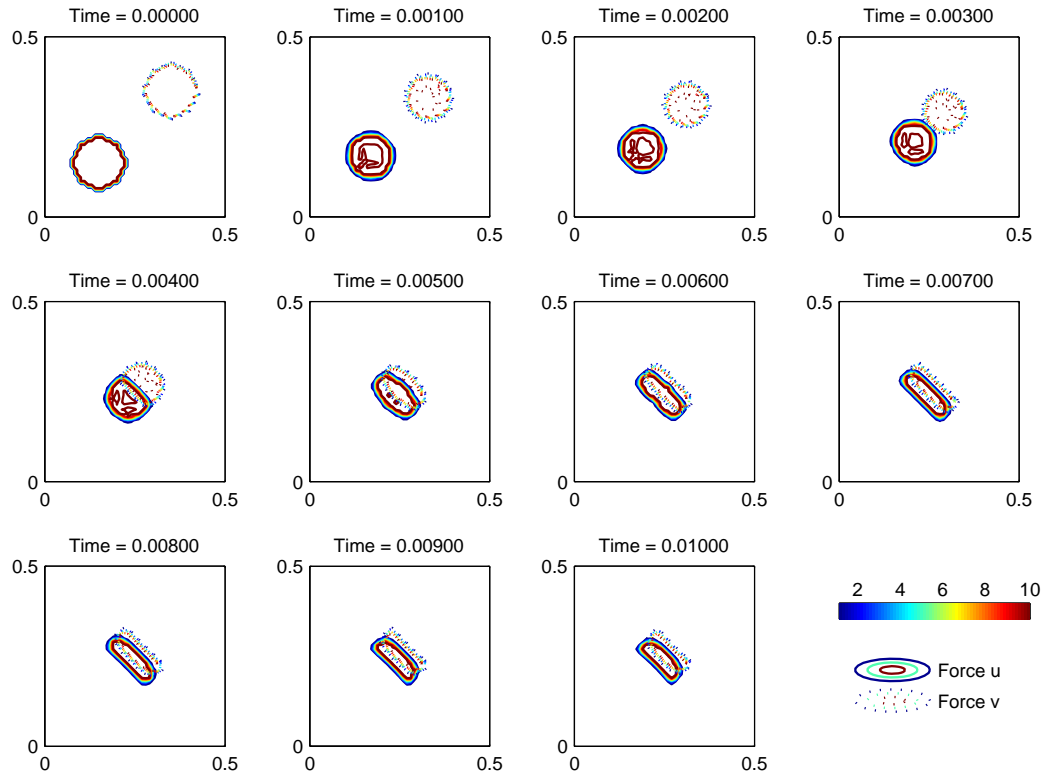 Time = 0.00000 Time = 0.00100 Time = 0.00200 Time = 0.00300
0.5 0.5 0.5 0.5
0 0 0 0
0 0.5 0 0.5 0 0.5 0 0.5
Time = 0.00400 Time = 0.00500 Time = 0.00600 Time = 0.00700
0.5 0.5 0.5 0.5
0 0 0 0
0 0.5 0 0.5 0 0.5 0 0.5
Time = 0.00800 Time = 0.00900 Time = 0.01000
0.5 0.5 0.5
2 4 6 8 10
Force u
Force v
0 0 0
0 0.5 0 0.5 0 0.5